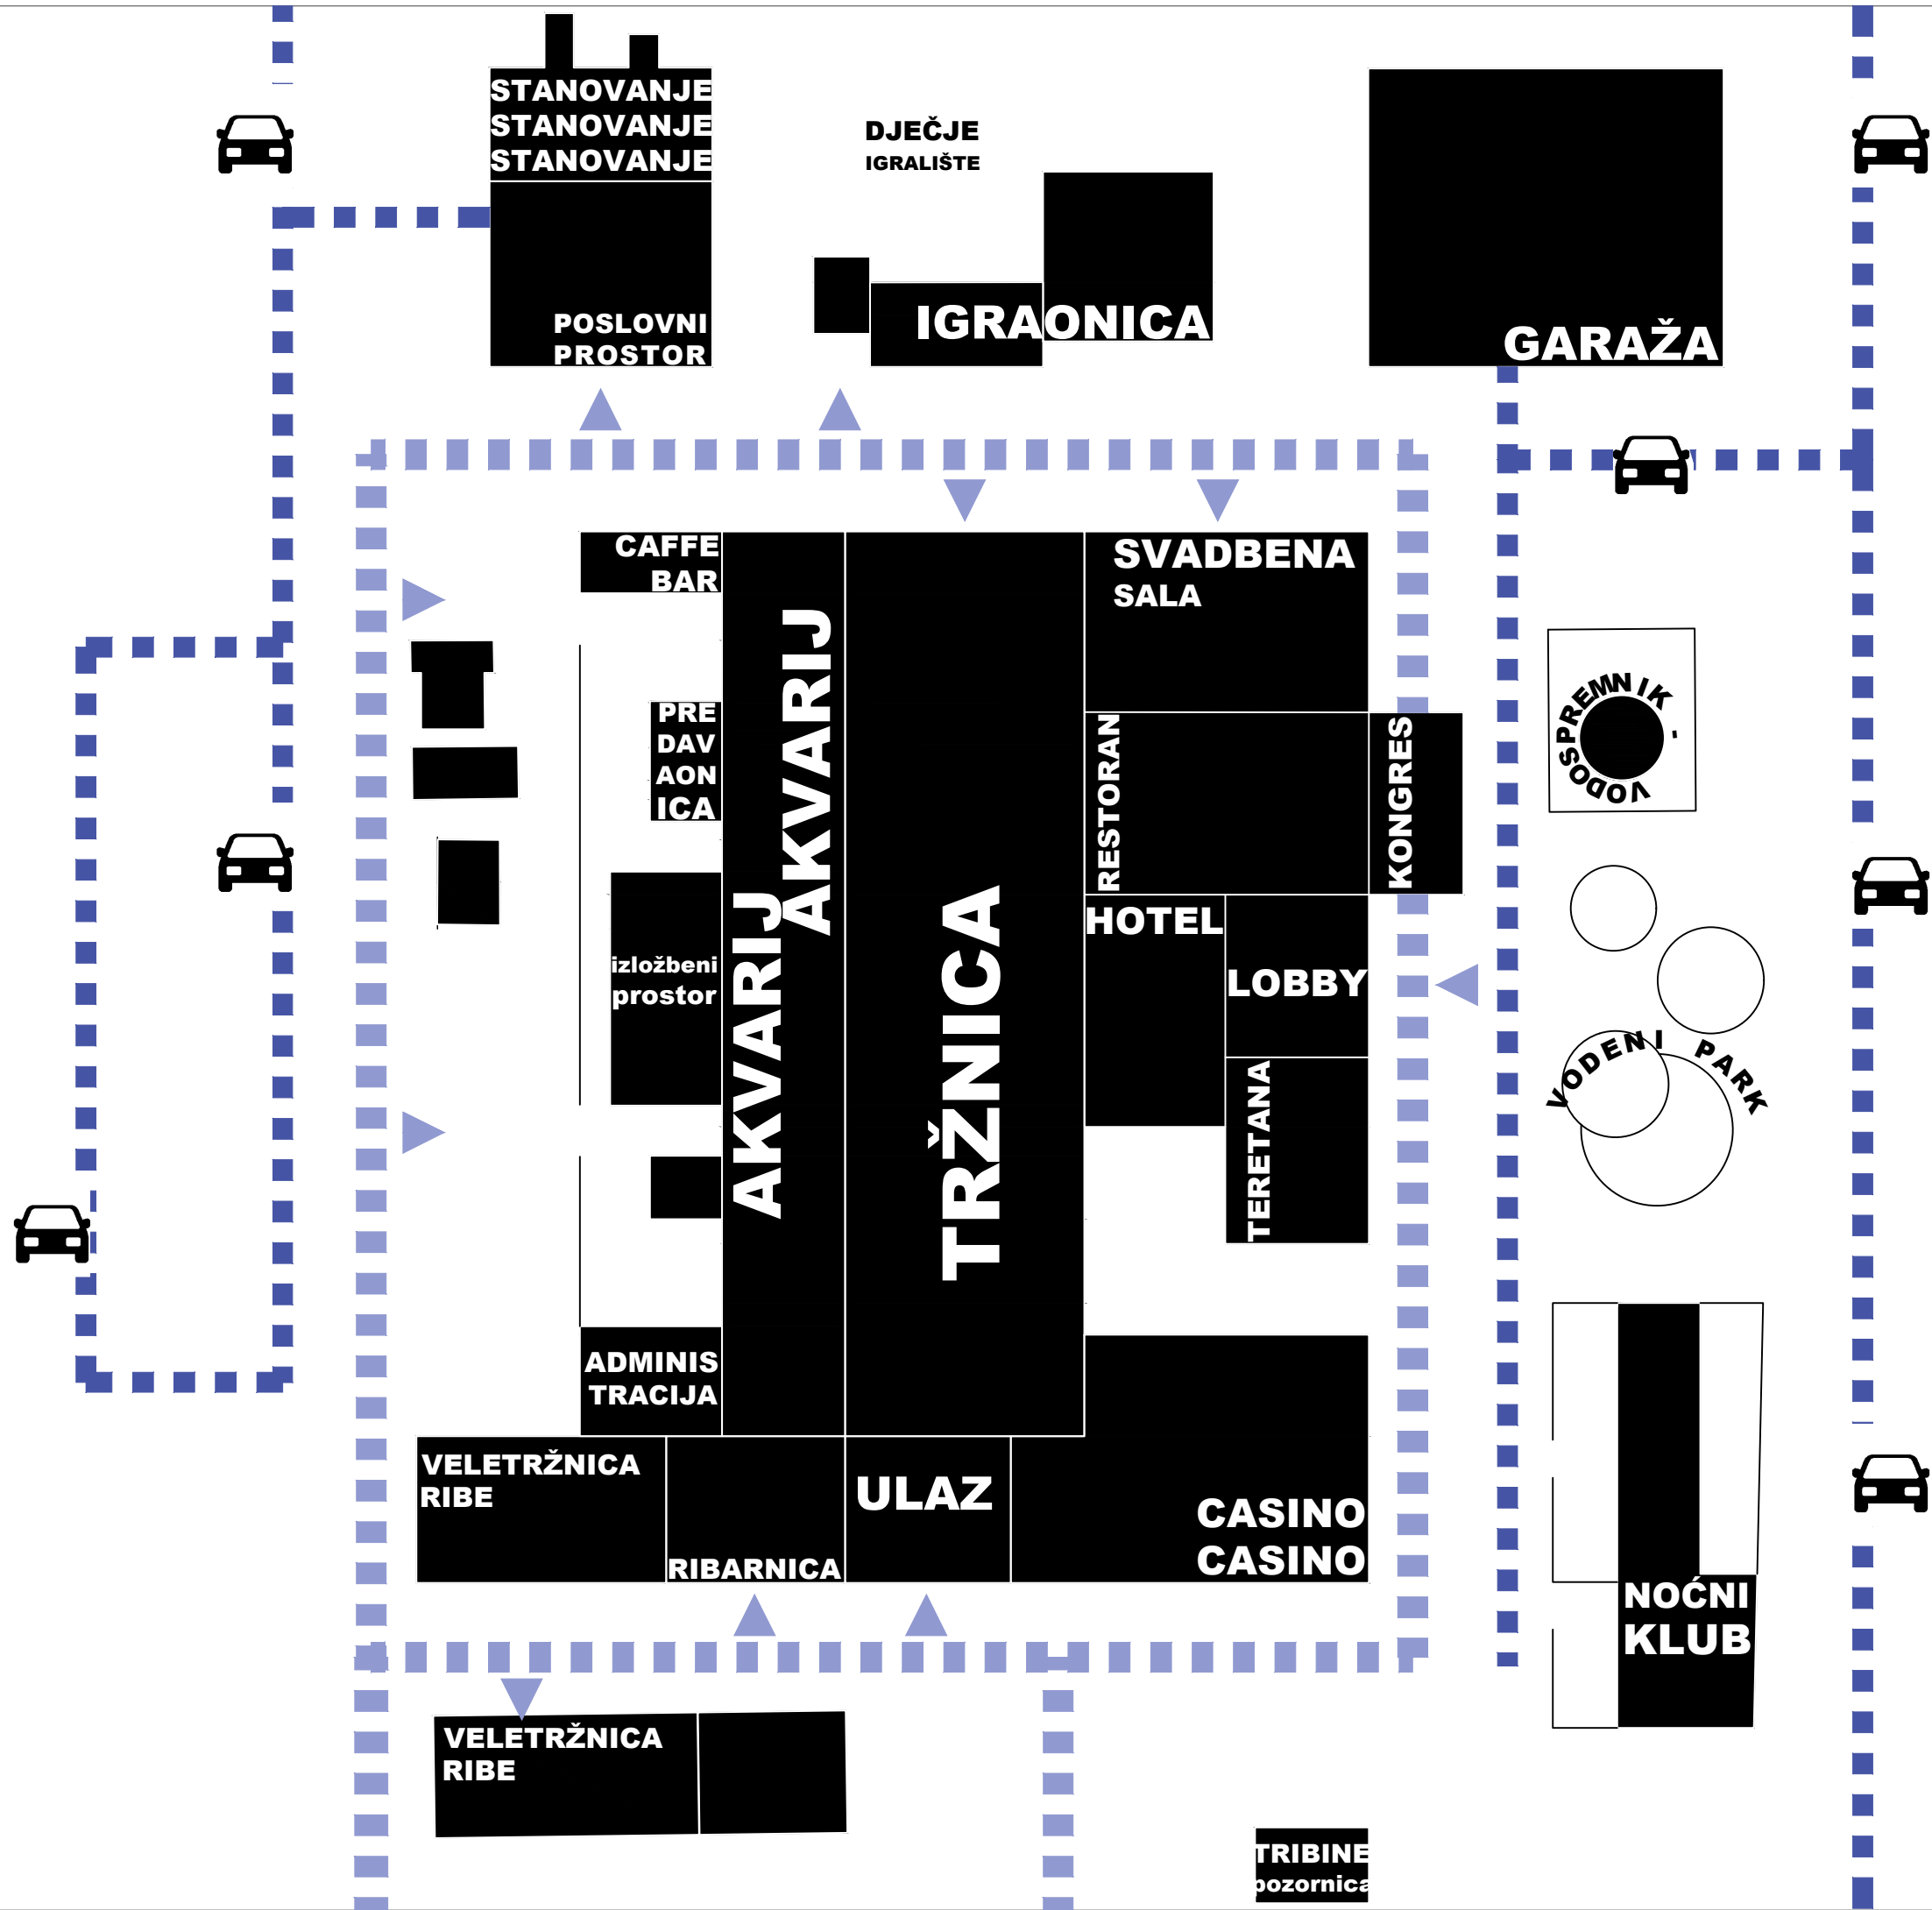 STANOVANJE
STANOVANJE
STANOVANJE
POSLOVNI
PROSTOR
DJEČJE
IGRALIŠTE
IGRAONICA
GARAŽA
CAFFE
BAR
AKVARIJ
AKVARIJ
TRŽNICA
SVADBENA
SALA
PRE
DAV
AON
ICA
RESTORAN
KONGRES
VODOSPREMNIK -
izložbeni
prostor
HOTEL
LOBBY
TERETANA
VODENI PARK
ADMINIS
TRACIJA
VELETRŽNICA
RIBE
RIBARNICA
ULAZ
CASINO
CASINO
NOĆNI
KLUB
VELETRŽNICA
RIBE
TRIBINE
pozornica